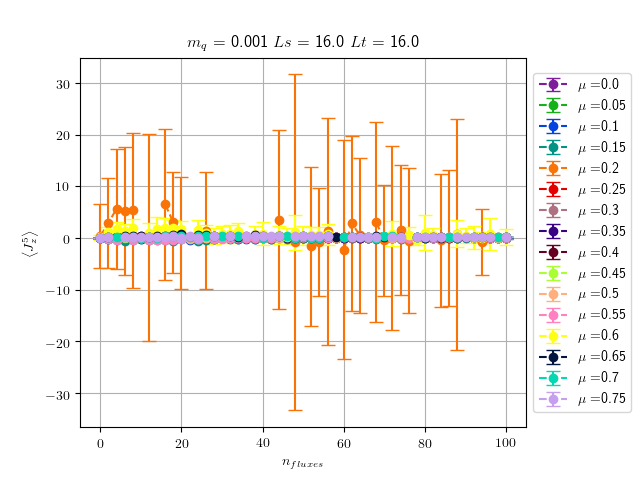 m_q = 0.001 Ls = 16.0 Lt = 16.0
30
20
10
0
−10
−20
−30
⟨J_z^5⟩
0 20 40 60 80 100
n_{fluxes}
μ =0.0
μ =0.05
μ =0.1
μ =0.15
μ =0.2
μ =0.25
μ =0.3
μ =0.35
μ =0.4
μ =0.45
μ =0.5
μ =0.55
μ =0.6
μ =0.65
μ =0.7
μ =0.75